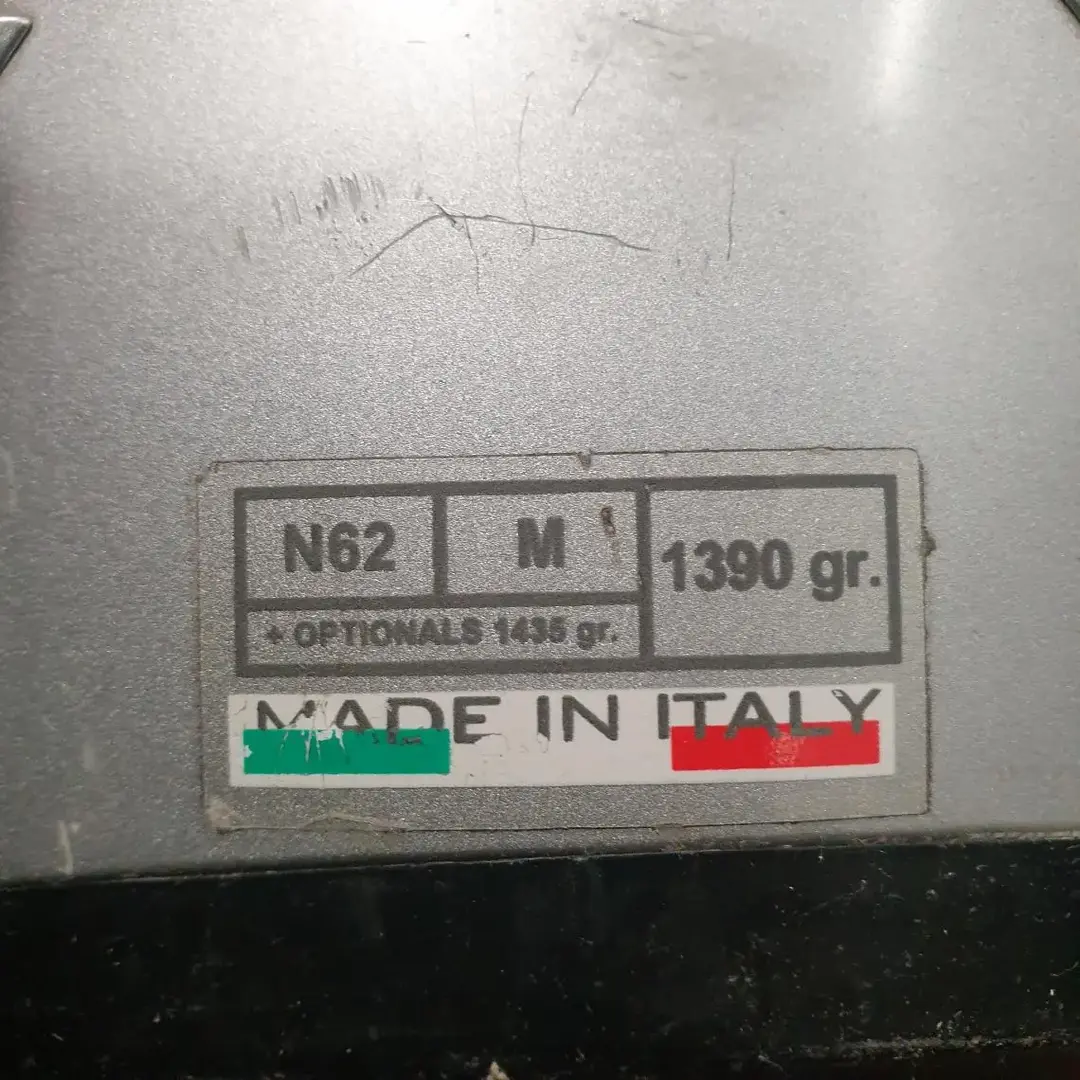 N62 M 1390 gr.
+ OPTIONALS 1435 gr.
MADE IN ITALY